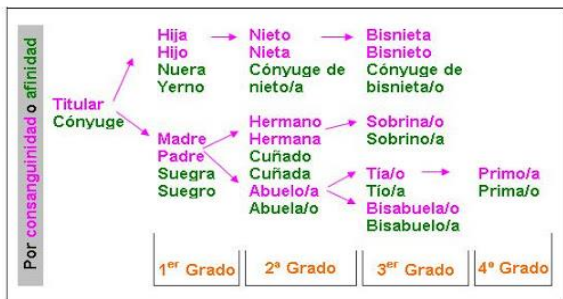 Por consanguinidad o afinidad
Titular
Cónyuge
Hija
Hijo
Nuera
Yerno
Nieto
Nieta
Cónyuge de
nieto/a
Bisnieta
Bisnieto
Cónyuge de
bisnieta/o
Madre
Padre
Suegra
Suegro
Hermano
Hermana
Cuñado
Cuñada
Abuelo/a
Abuela/o
Sobrina/o
Sobrino/a
Tía/o
Tío/a
Bisabuela/o
Bisabuelo/a
Primo/a
Prima/o
1er Grado
2º Grado
3er Grado
4º Grado